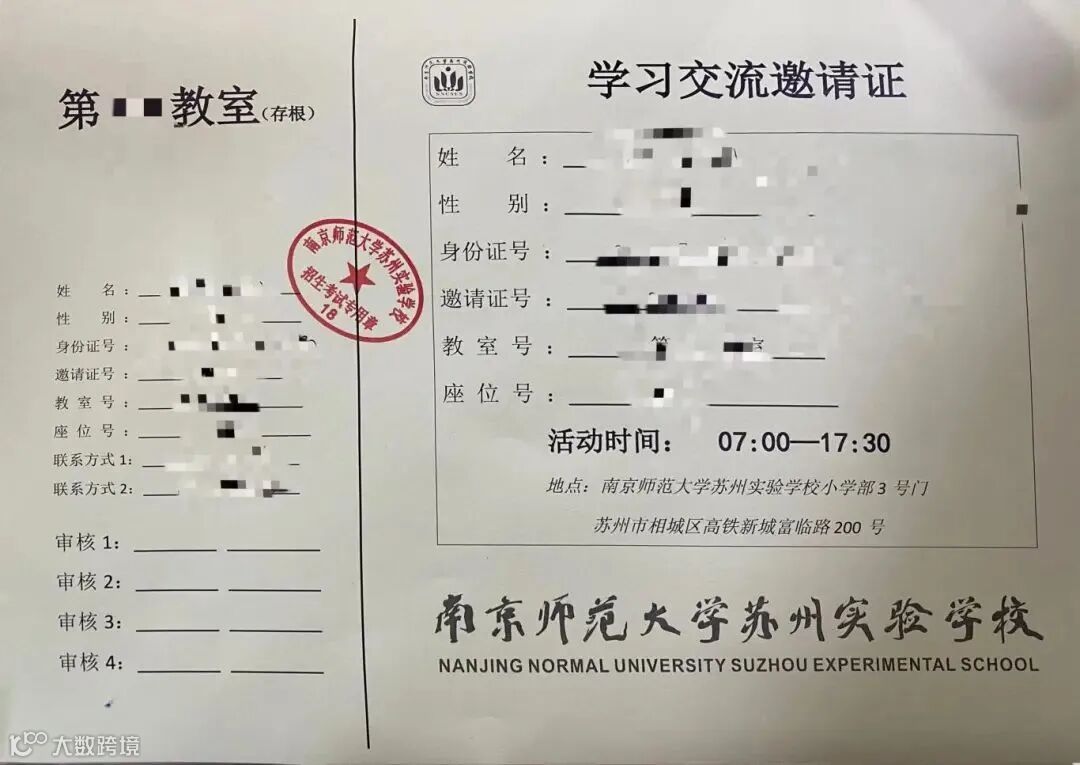 第 教室(存根)
姓 名：
性 别：
身份证号：
邀请证号：
教 室 号：
座 位 号：
联系方式1：
联系方式2：
审核1：
审核2：
审核3：
审核4：
南京师范大学苏州实验学校
招生考试专用章
18
学习交流邀请证
姓 名：
性 别：
身份证号：
邀请证号：
教 室 号：
座 位 号：
活动时间： 07:00—17:30
地点：南京师范大学苏州实验学校小学部3号门
苏州市相城区高铁新城富临路200号
南京师范大学苏州实验学校
NANJING NORMAL UNIVERSITY SUZHOU EXPERIMENTAL SCHOOL
大数跨境